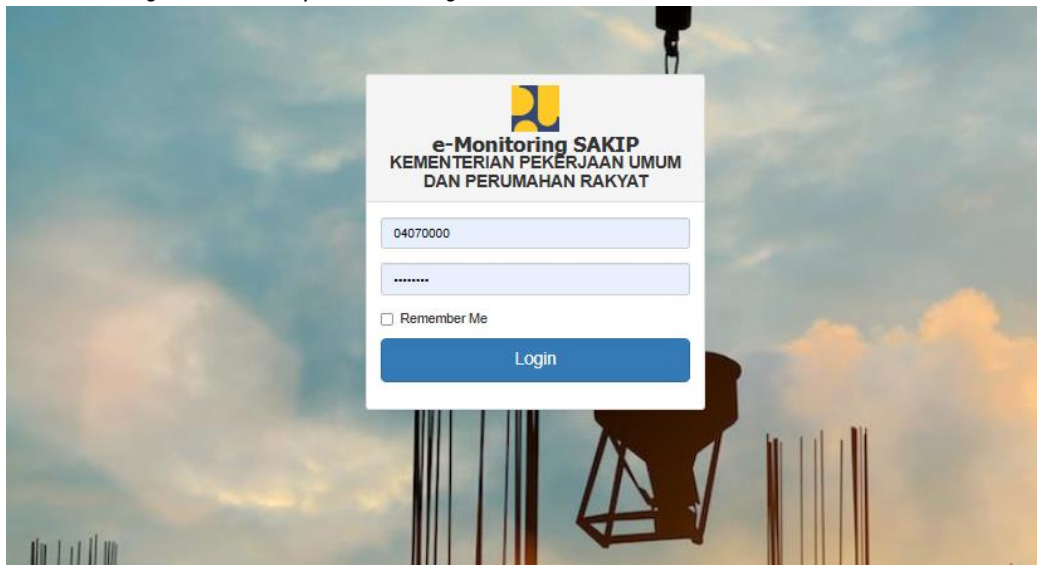 e-Monitoring SAKIP
KEMENTERIAN PEKERJAAN UMUM
DAN PERUMAHAN RAKYAT
04070000
........
Remember Me
Login